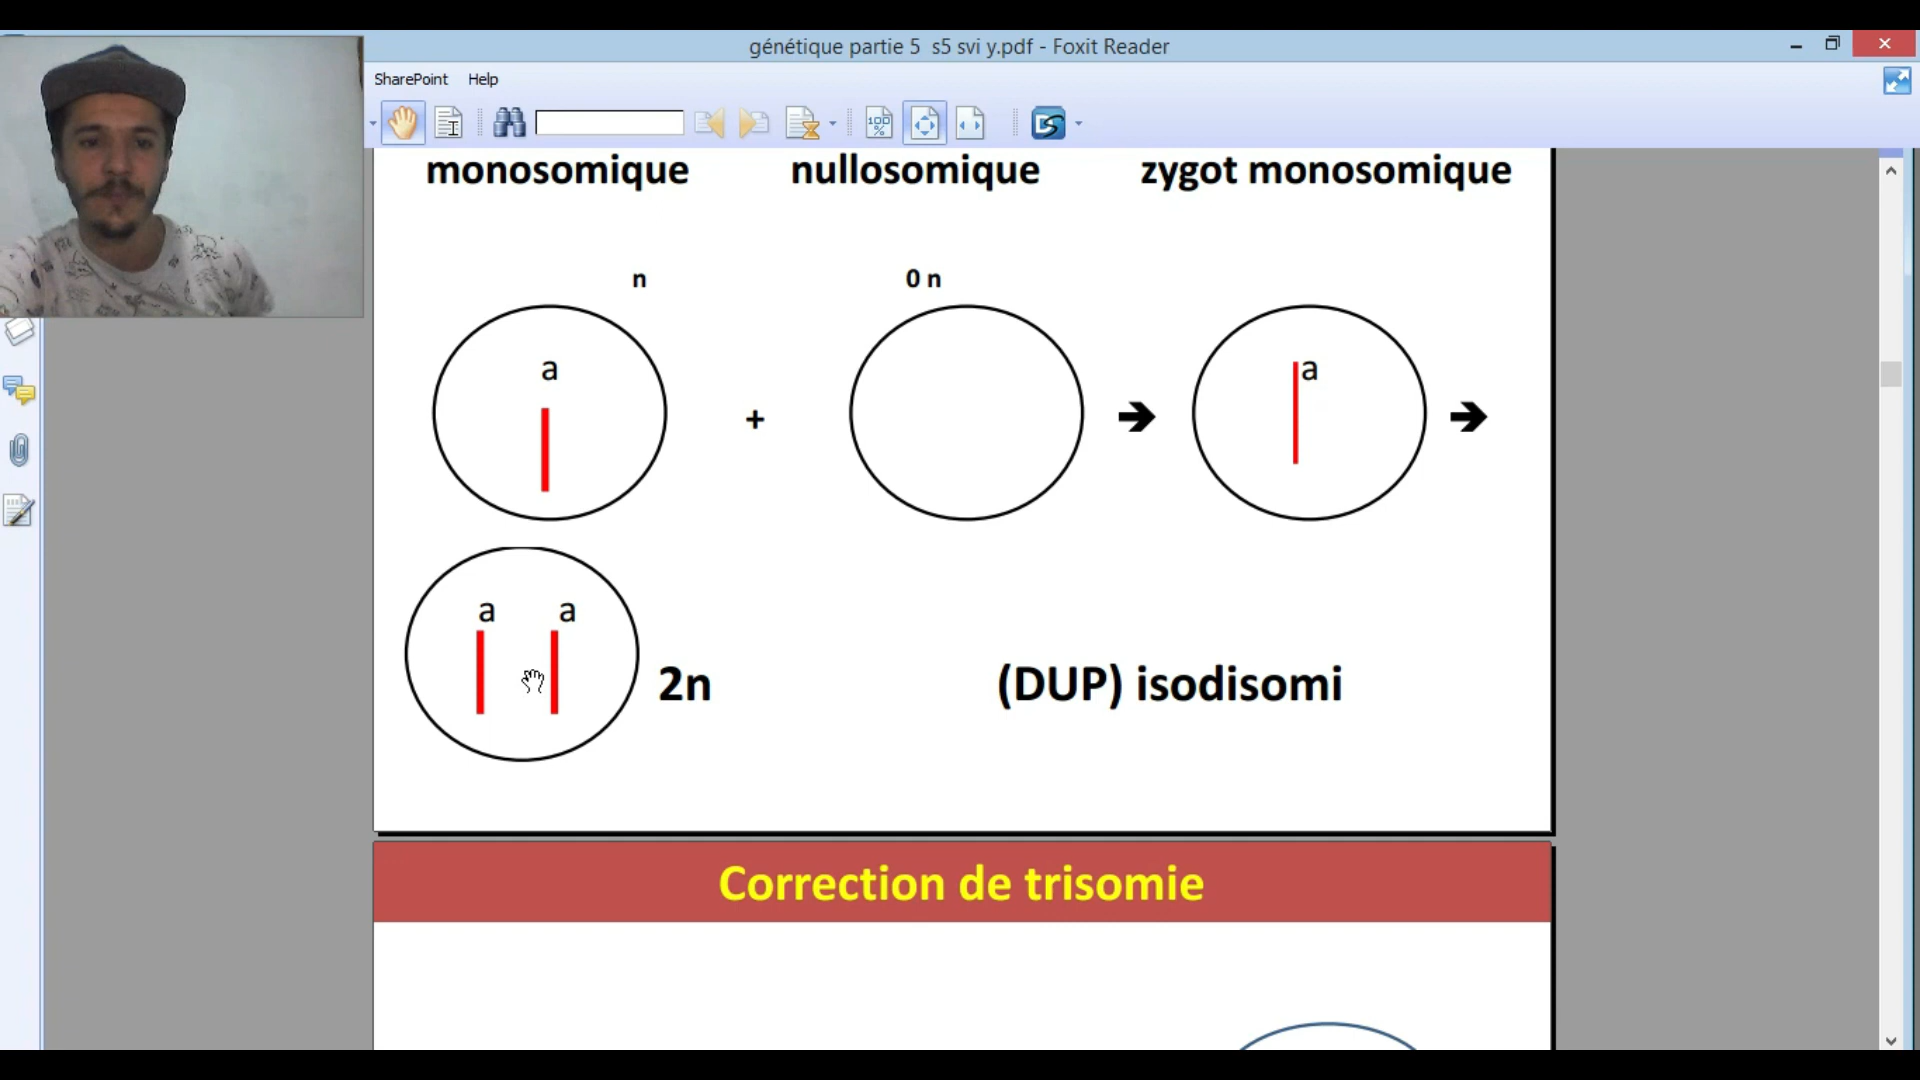 génétique partie 5 s5 svi y.pdf - Foxit Reader
SharePoint Help
100 %
monosomique nullosomique zygot monosomique
n 0 n
a a
+ ➔ ➔
a a
2n (DUP) isodisomi
Correction de trisomie